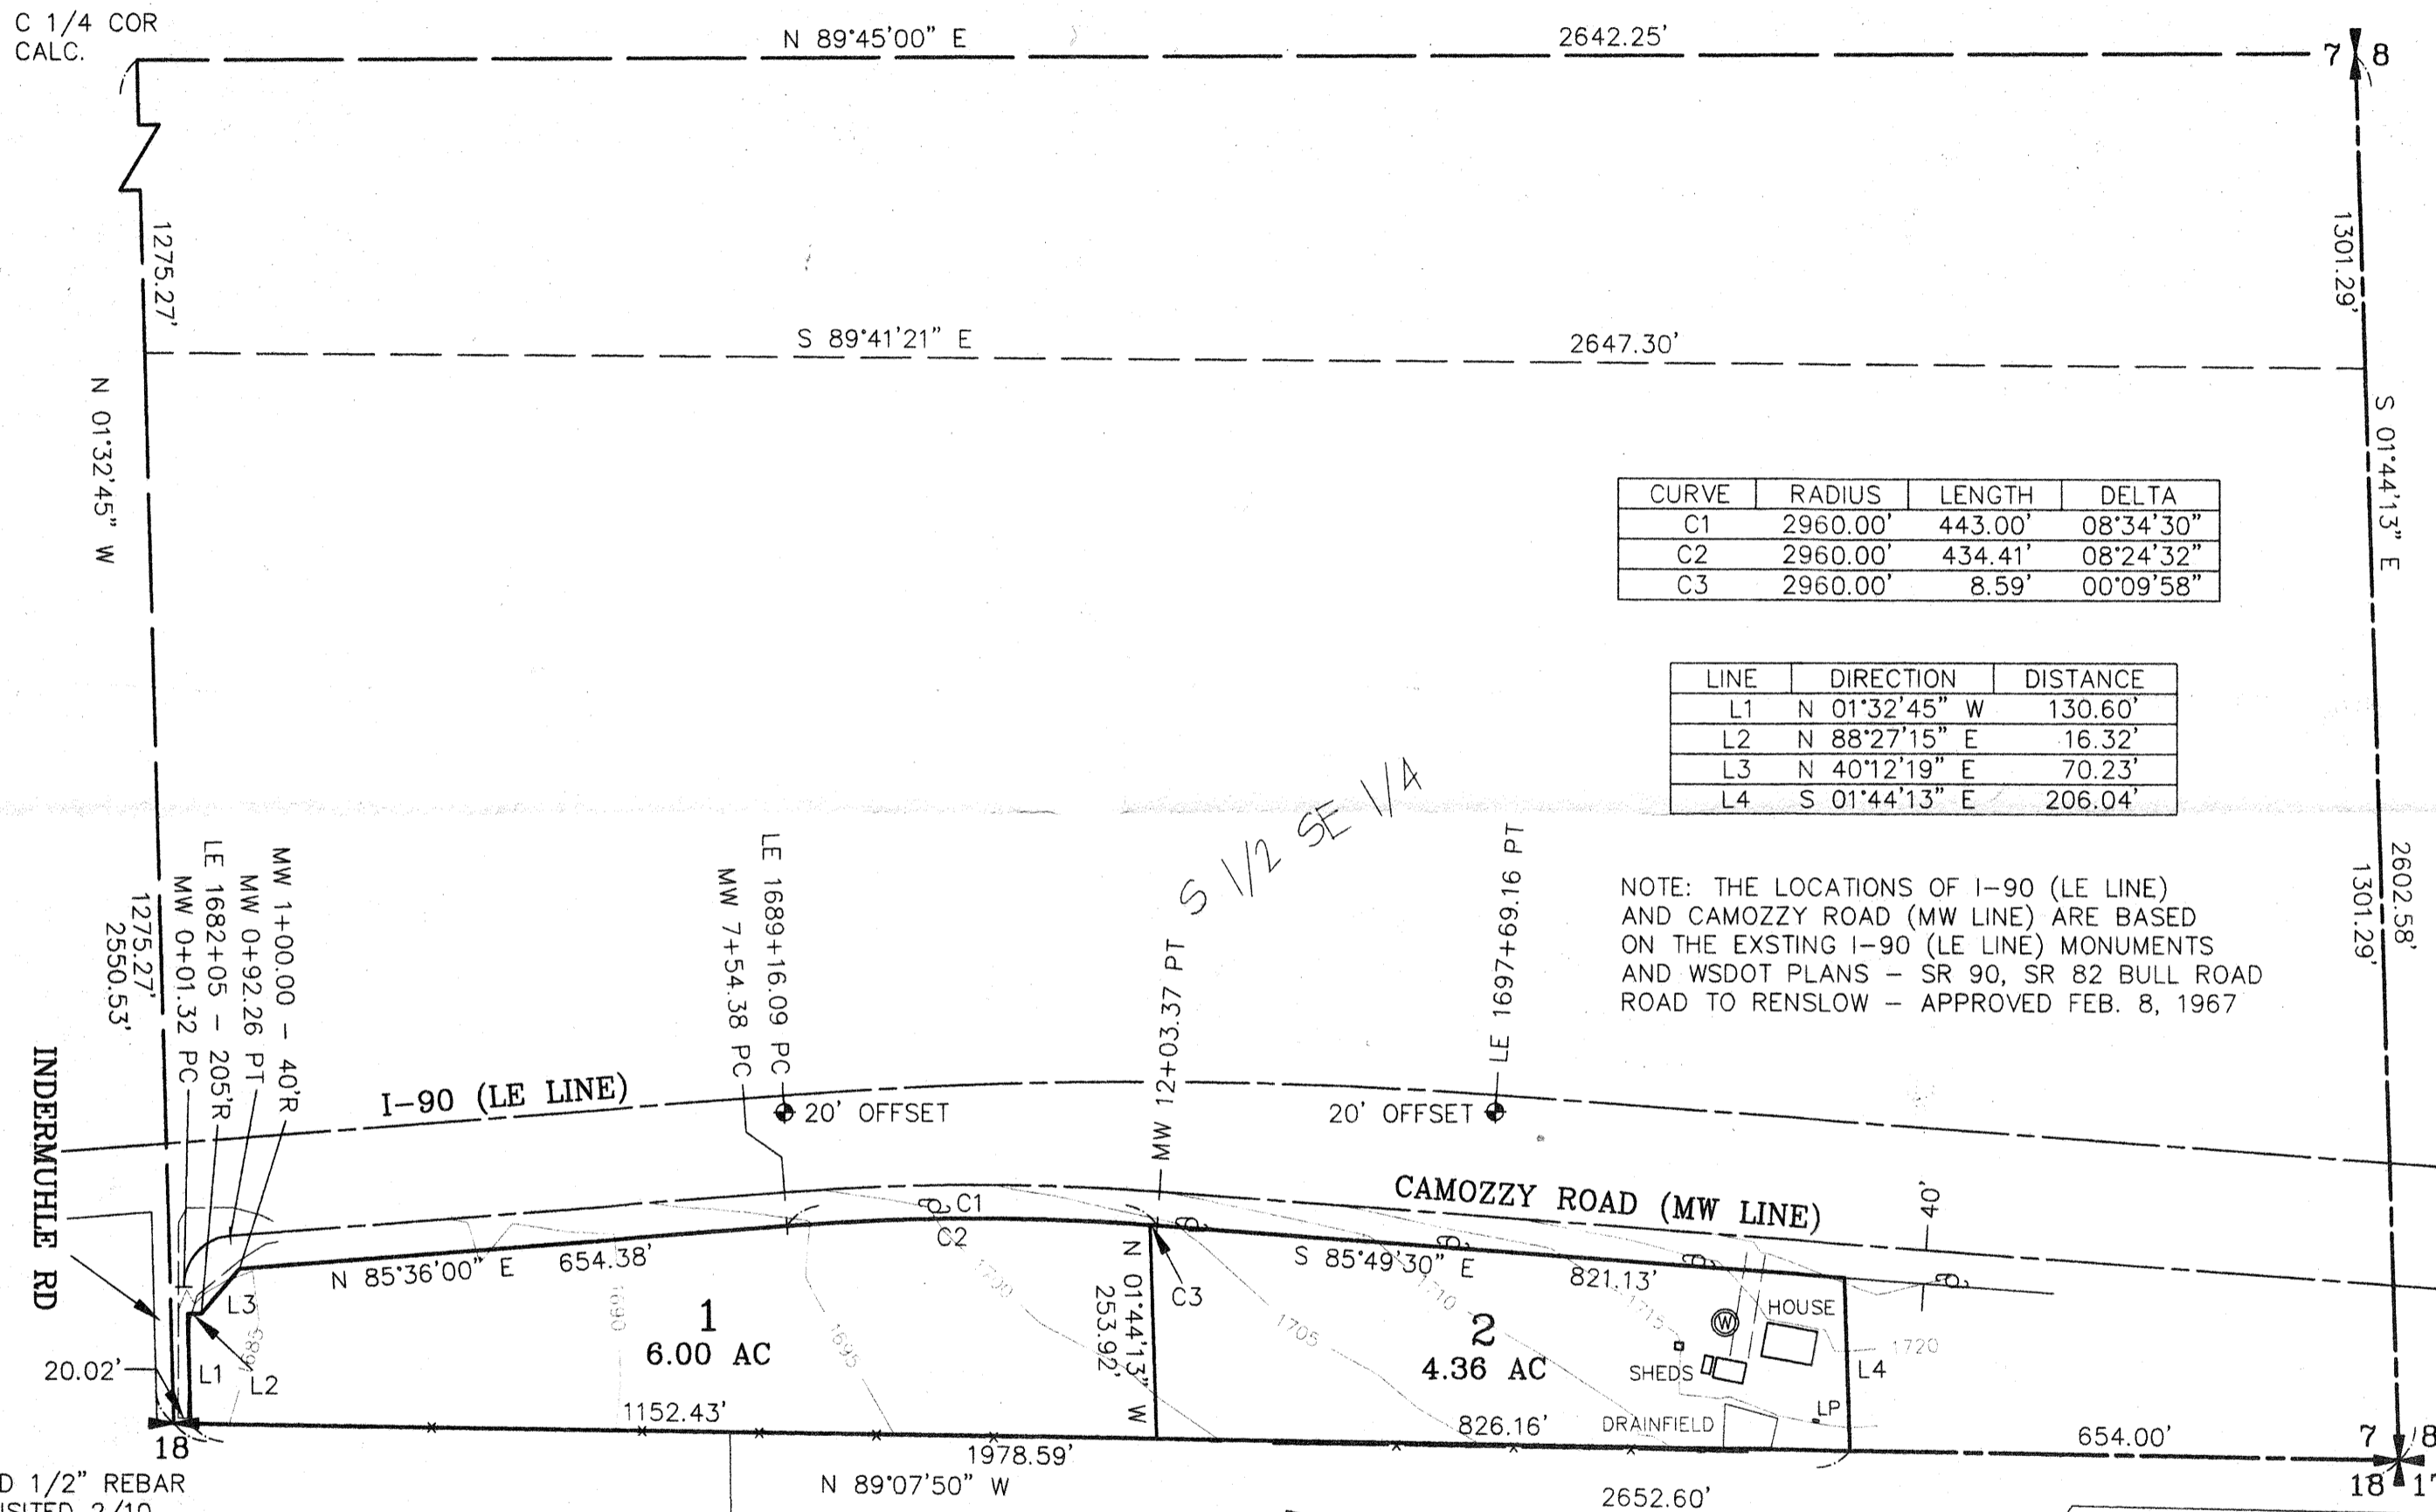 C 1/4 COR
CALC.
N 89°45'00" E
2642.25'
7
8
1275.27'
1301.29'
S 89°41'21" E
2647.30'
N 01°32'45" W
S 01°44'13" E
CURVE RADIUS LENGTH DELTA
C1 2960.00' 443.00' 08°34'30"
C2 2960.00' 434.41' 08°24'32"
C3 2960.00' 8.59' 00°09'58"
LINE DIRECTION DISTANCE
L1 N 01°32'45" W 130.60'
L2 N 88°27'15" E 16.32'
L3 N 40°12'19" E 70.23'
L4 S 01°44'13" E 206.04'
S 1/2 SE 1/4
NOTE: THE LOCATIONS OF I-90 (LE LINE)
AND CAMOZZY ROAD (MW LINE) ARE BASED
ON THE EXSTING I-90 (LE LINE) MONUMENTS
AND WSDOT PLANS – SR 90, SR 82 BULL ROAD
ROAD TO RENSLOW – APPROVED FEB. 8, 1967
2602.58'
1301.29'
1275.27'
2550.53'
MW 0+01.32 PC
LE 1682+05 – 205'R
MW 0+92.26 PT
MW 1+00.00 – 40'R
MW 7+54.38 PC
LE 1689+16.09 PC
MW 12+03.37 PT
LE 1697+69.16 PT
INDERMUHLE RD
I-90 (LE LINE)
20' OFFSET
20' OFFSET
CAMOZZY ROAD (MW LINE)
40'
C1
C2
N 85°36'00" E
654.38'
S 85°49'30" E
821.13'
C3
N 01°44'13" W
253.92'
L3
L1
L2
20.02'
1685
1690
1695
1700
1705
1710
1715
1720
1
6.00 AC
2
4.36 AC
W
HOUSE
SHEDS
L4
LP
DRAINFIELD
1152.43'
826.16'
654.00'
1978.59'
N 89°07'50" W
2652.60'
18
7
8
18
D 1/2" REBAR